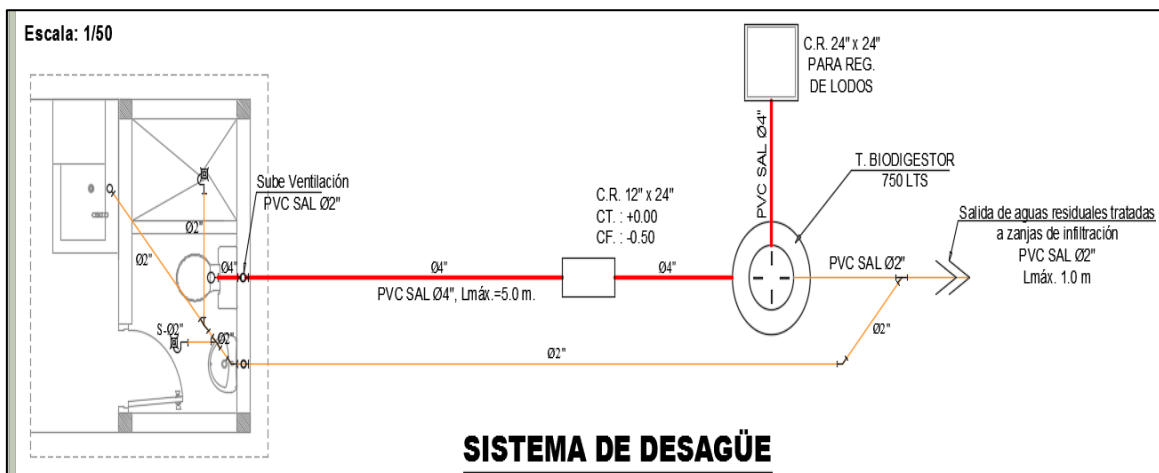 Escala: 1/50
C.R. 24" x 24"
PARA REG.
DE LODOS
PVC SAL Ø4"
T. BIODIGESTOR
750 LTS
Sube Ventilación
PVC SAL Ø2"
C.R. 12" x 24"
CT. : +0.00
CF. : -0.50
Salida de aguas residuales tratadas
a zanjas de infiltración
PVC SAL Ø2"
Lmáx. 1.0 m
Ø2"
Ø2"
Ø4"
Ø4"
Ø4"
PVC SAL Ø2"
PVC SAL Ø4", Lmáx.=5.0 m.
S-Ø2"
Ø2"
Ø2"
Ø2"
SISTEMA DE DESAGÜE